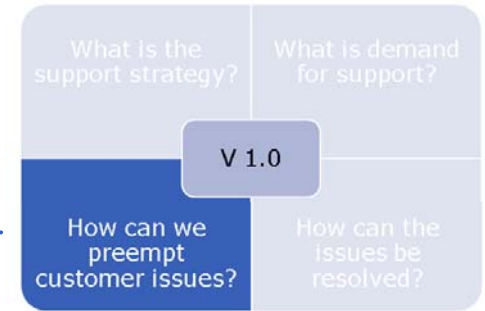 What is the
support strategy?
What is demand
for support?
V 1.0
How can we
preempt
customer issues?
How can the
issues be
resolved?